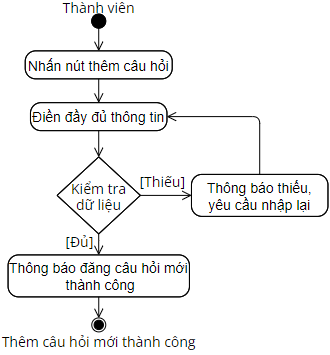 Thành viên
Nhấn nút thêm câu hỏi
Điền đầy đủ thông tin
Kiểm tra
dữ liệu
[Thiếu]
Thông báo thiếu,
yêu cầu nhập lại
[Đủ]
Thông báo đăng câu hỏi mới
thành công
Thêm câu hỏi mới thành công